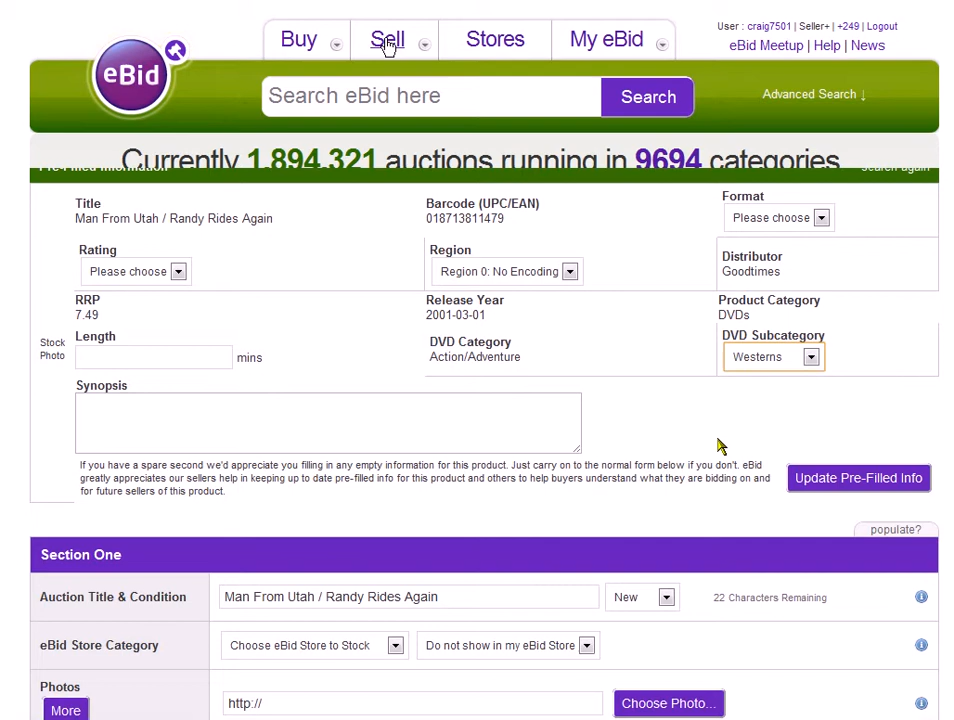 User : craig7501 | Seller+ | +249 | Logout
Buy Sell Stores My eBid
eBid Meetup | Help | News
eBid
Search eBid here Search Advanced Search ↓
Currently 1,894,321 auctions running in 9694 categories
Pre-Filled Information search again
Title Barcode (UPC/EAN) Format
Man From Utah / Randy Rides Again 018713811479 Please choose
Rating Region Distributor
Please choose Region 0: No Encoding Goodtimes
RRP Release Year Product Category
7.49 2001-03-01 DVDs
Stock Photo
Length DVD Category DVD Subcategory
mins Action/Adventure Westerns
Synopsis
If you have a spare second we'd appreciate you filling in any empty information for this product. Just carry on to the normal form below if you don't. eBid
greatly appreciates our sellers help in keeping up to date pre-filled info for this product and others to help buyers understand what they are bidding on and
for future sellers of this product.
Update Pre-Filled Info
populate?
Section One
Auction Title & Condition Man From Utah / Randy Rides Again New 22 Characters Remaining
eBid Store Category Choose eBid Store to Stock Do not show in my eBid Store
Photos
More http:// Choose Photo...